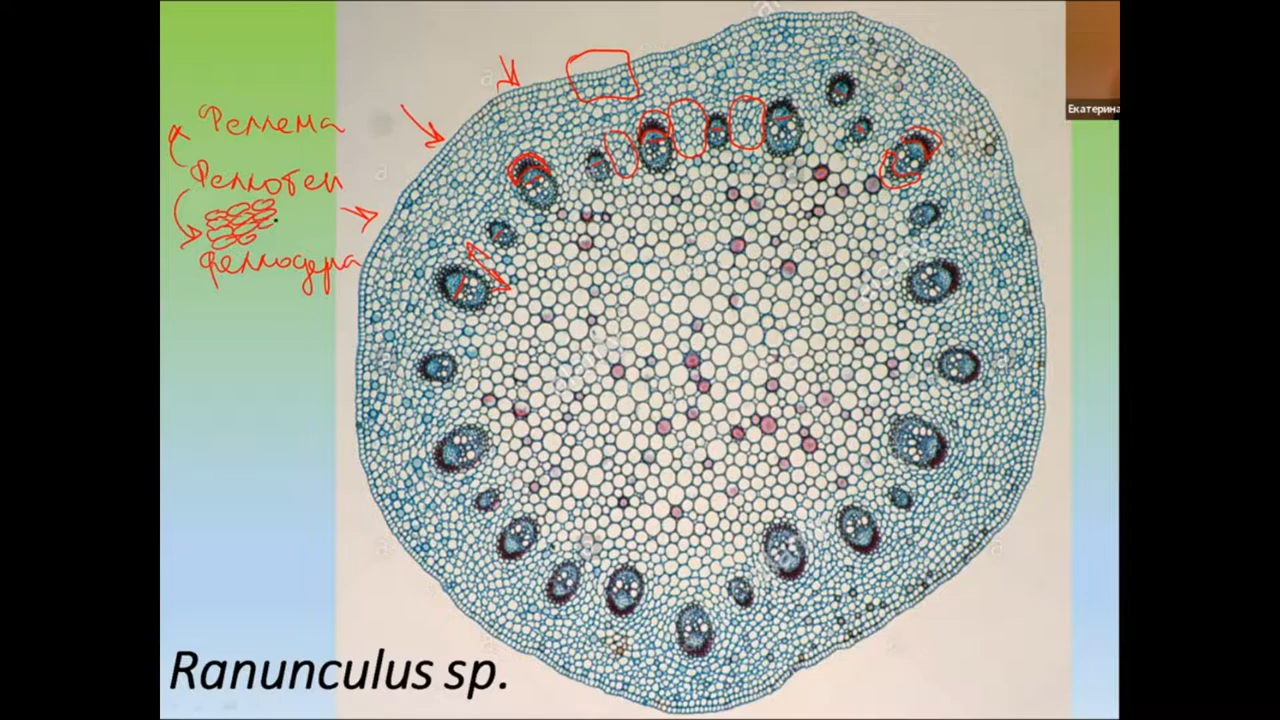 Феллема
Феллоген
феллодерма
Екатерина
Ranunculus sp.